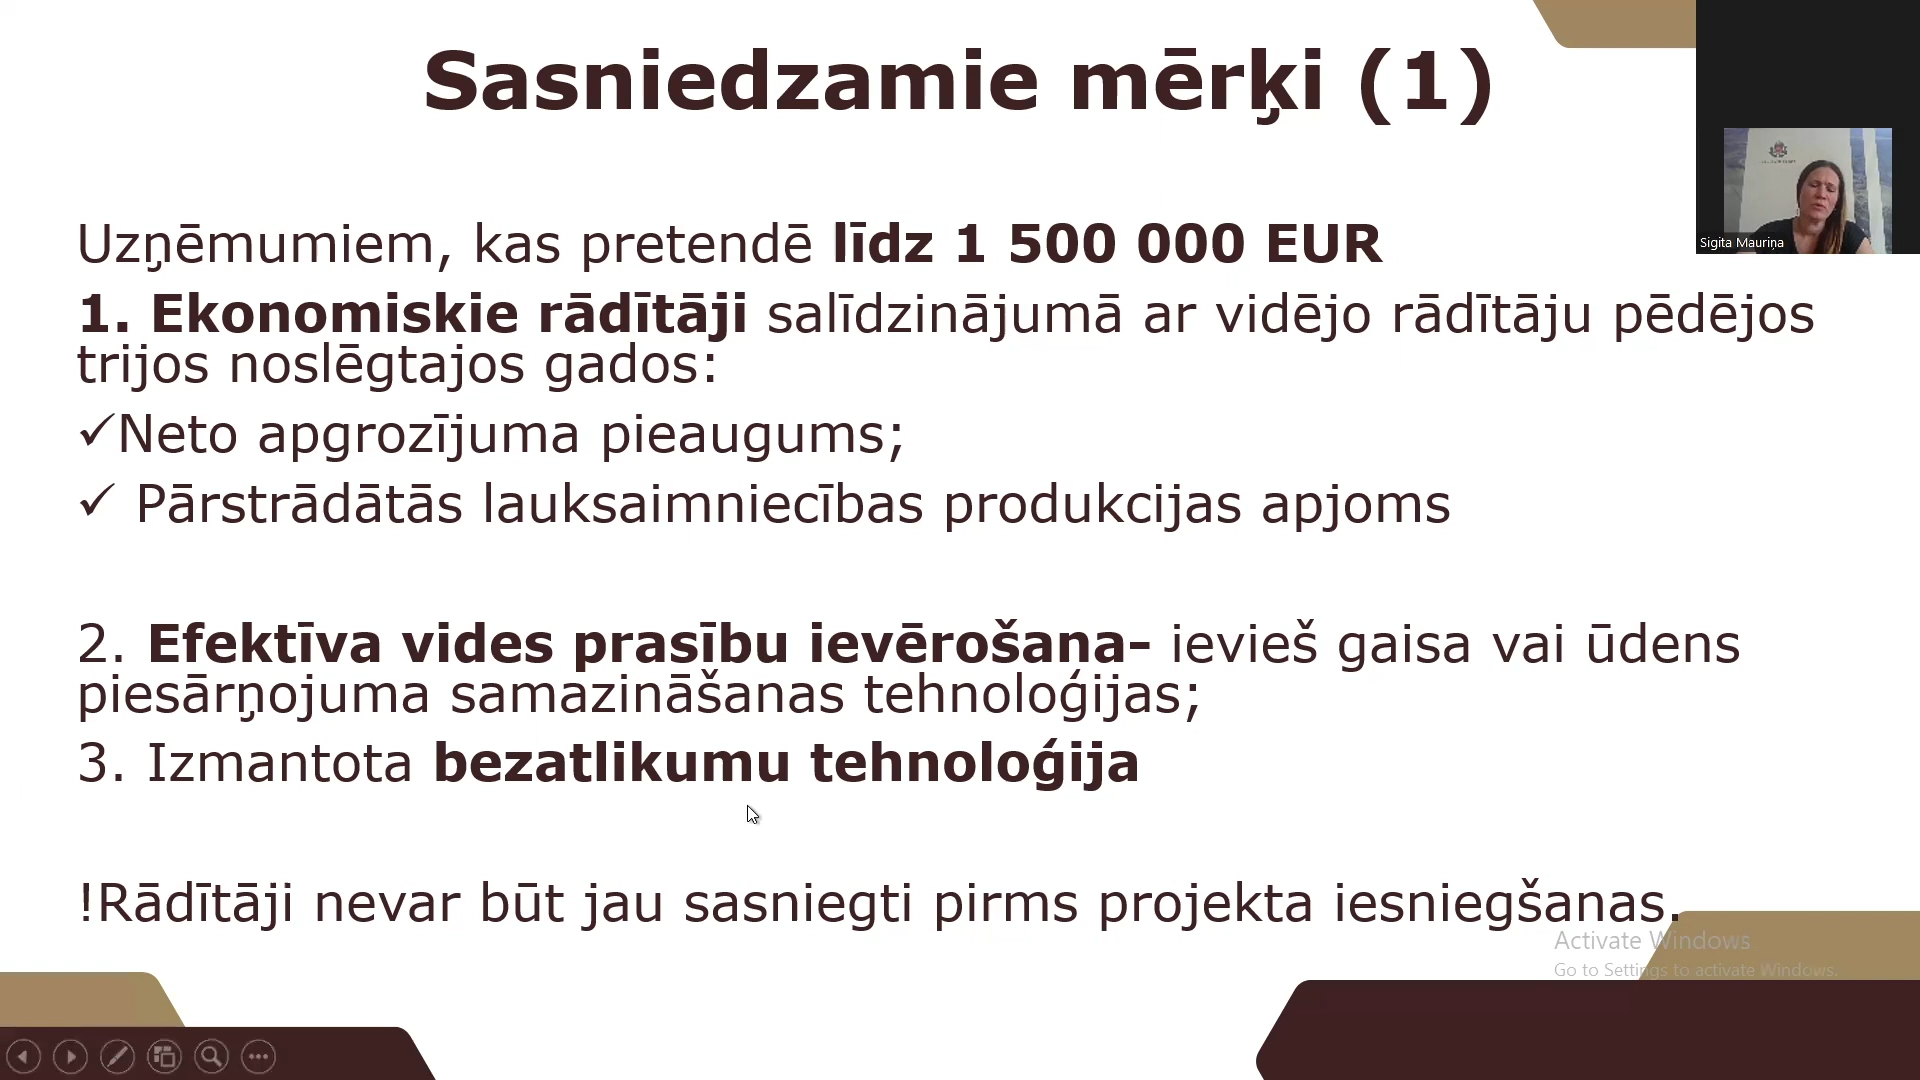 Sasniedzamie mērķi (1)
Sigita Mauriņa
Uzņēmumiem, kas pretendē līdz 1 500 000 EUR
1. Ekonomiskie rādītāji salīdzinājumā ar vidējo rādītāju pēdējos
trijos noslēgtajos gados:
✓Neto apgrozījuma pieaugums;
✓ Pārstrādātās lauksaimniecības produkcijas apjoms
2. Efektīva vides prasību ievērošana- ievieš gaisa vai ūdens
piesārņojuma samazināšanas tehnoloģijas;
3. Izmantota bezatlikumu tehnoloģija
!Rādītāji nevar būt jau sasniegti pirms projekta iesniegšanas.
Activate Windows
Go to Settings to activate Windows.